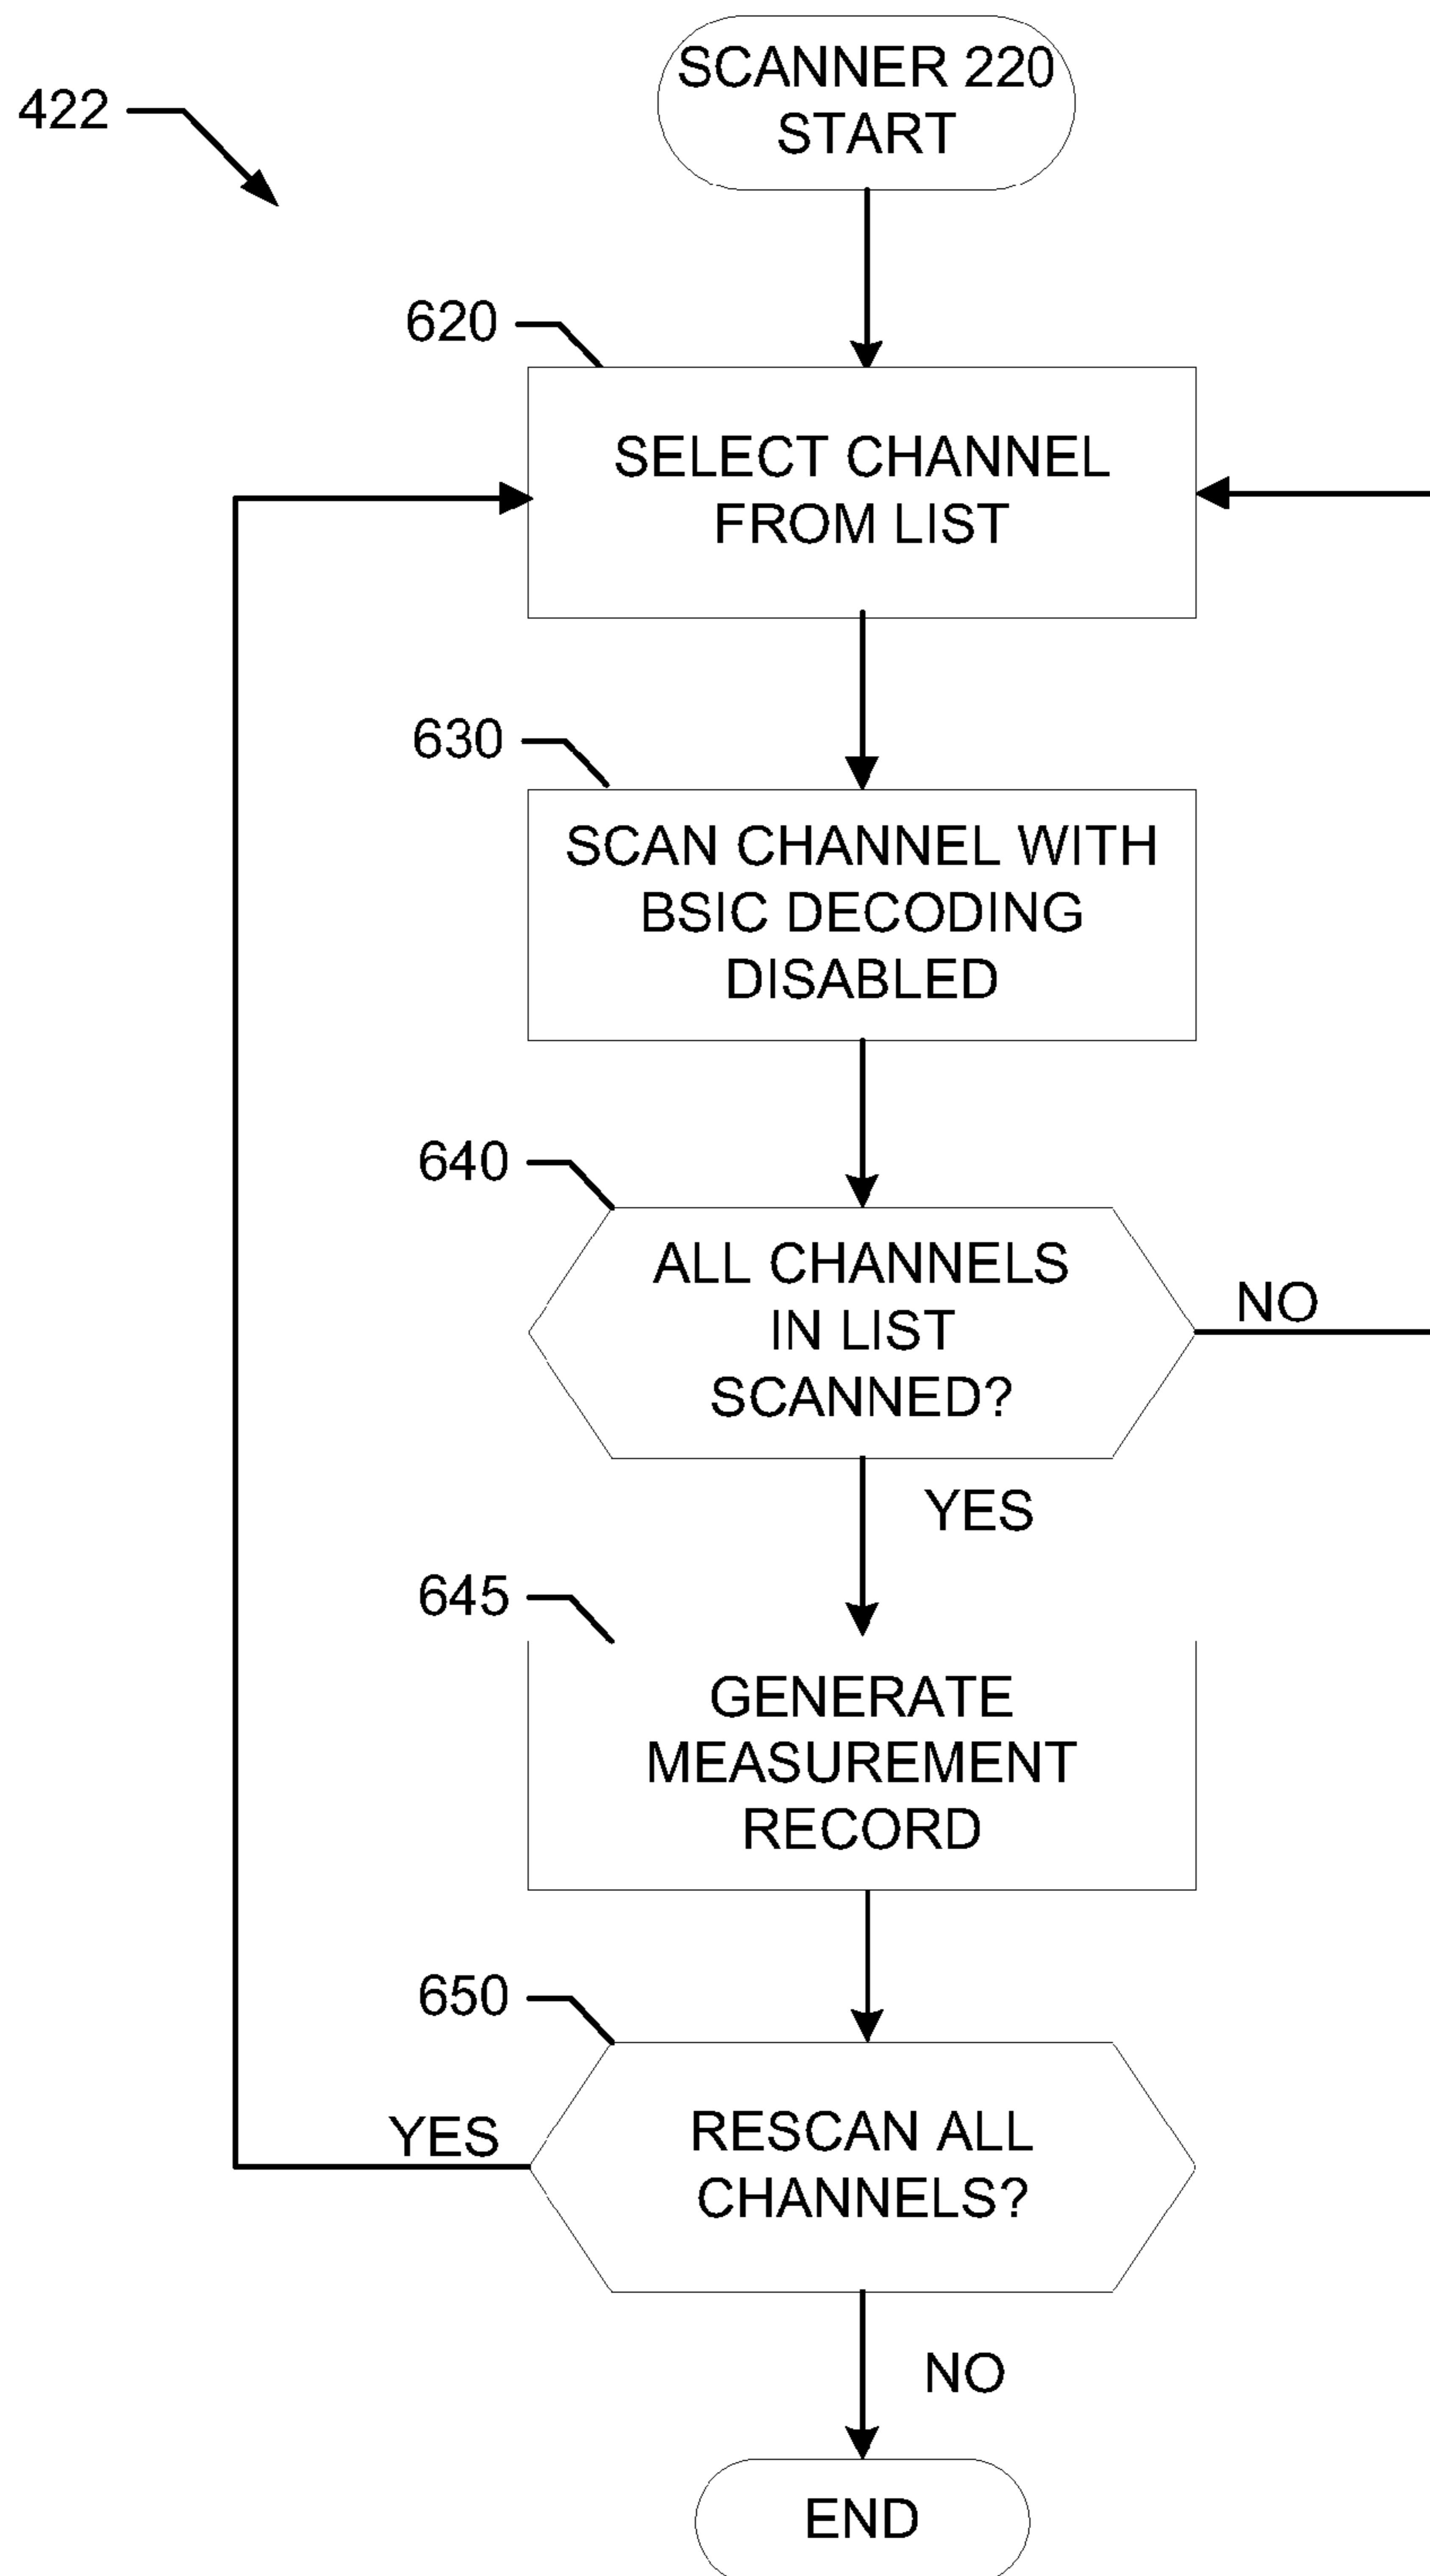 SCANNER 220
START
422
620
SELECT CHANNEL
FROM LIST
630
SCAN CHANNEL WITH
BSIC DECODING
DISABLED
640
ALL CHANNELS
IN LIST
SCANNED?
NO
YES
645
GENERATE
MEASUREMENT
RECORD
650
RESCAN ALL
CHANNELS?
YES
NO
END